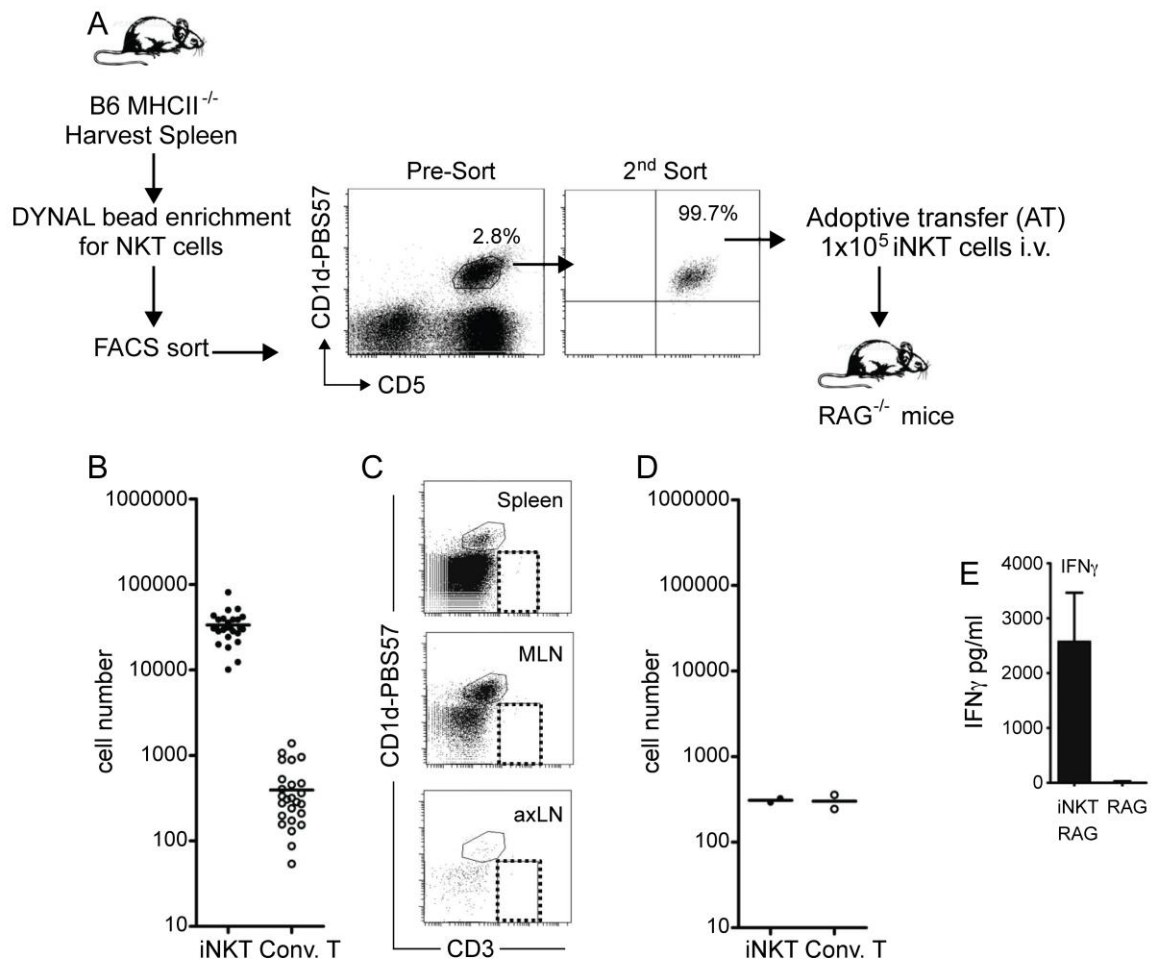 A
B6 MHCII-/-
Harvest Spleen
DYNAL bead enrichment
for NKT cells
FACS sort
Pre-Sort
CD1d-PBS57
2.8%
CD5
2nd Sort
99.7%
Adoptive transfer (AT)
1x10⁵ iNKT cells i.v.
RAG-/- mice
B
cell number
1000000
100000
10000
1000
100
10
iNKT Conv. T
C
CD1d-PBS57
Spleen
MLN
axLN
CD3
D
cell number
1000000
100000
10000
1000
100
10
iNKT Conv. T
E
IFNγ
IFNγ pg/ml
4000
3000
2000
1000
0
iNKT RAG
RAG